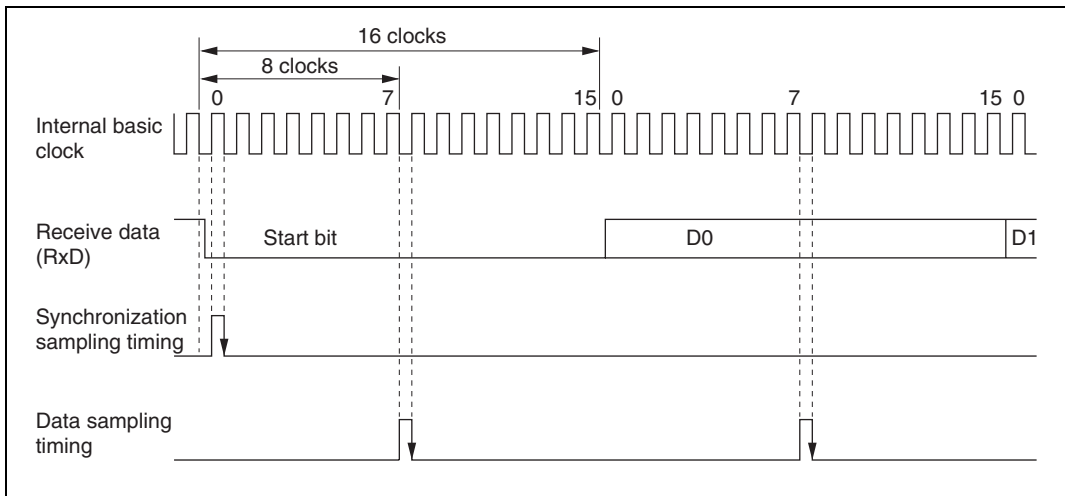 16 clocks
8 clocks
0 7 15 0 7 15 0
Internal basic
clock
Receive data
(RxD)
Start bit D0 D1
Synchronization
sampling timing
Data sampling
timing